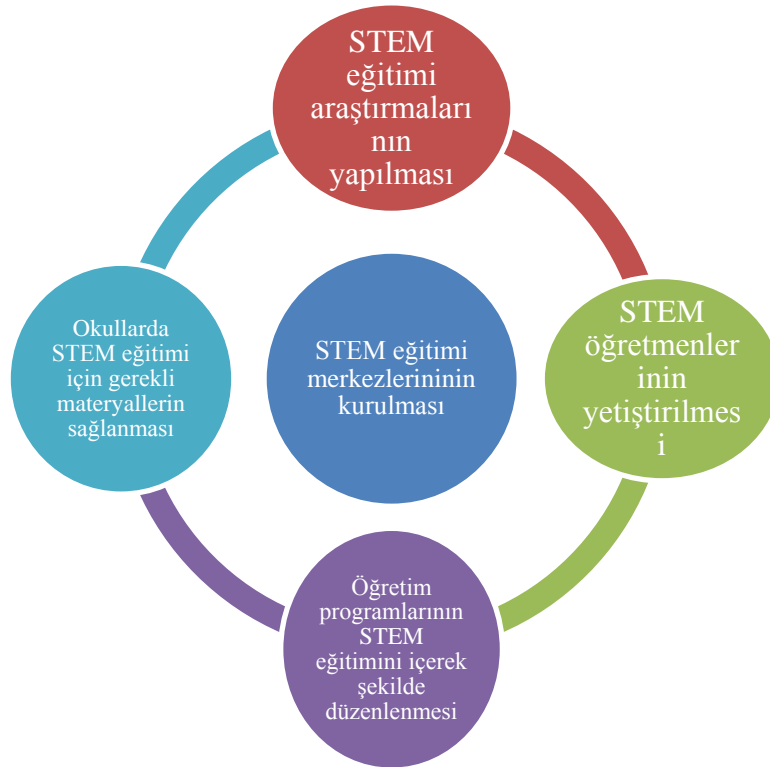 STEM
eğitimi
araştırmaları
nın
yapılması
Okullarda
STEM eğitimi
için gerekli
materyallerin
sağlanması
STEM eğitimi
merkezlerininin
kurulması
STEM
öğretmenler
inin
yetiştirilmes
i
Öğretim
programlarının
STEM
eğitimini içerek
şekilde
düzenlenmesi